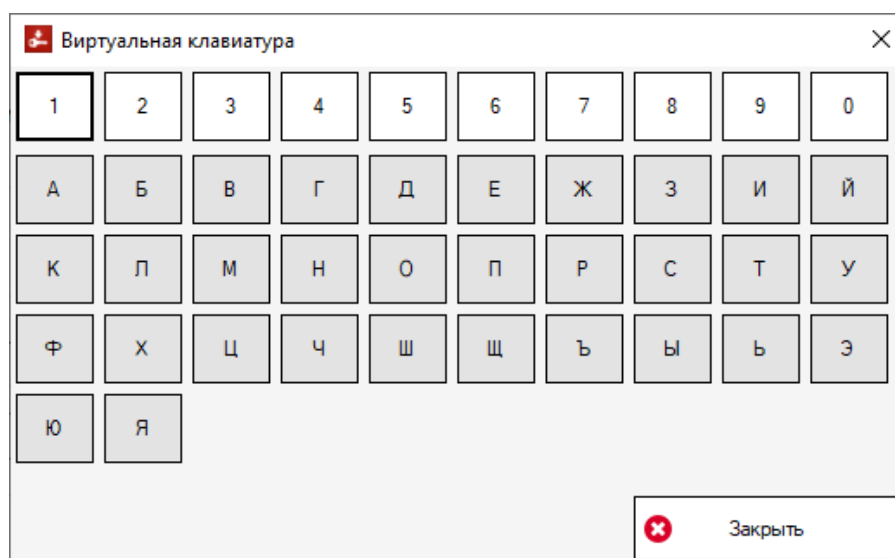 Виртуальная клавиатура
1 2 3 4 5 6 7 8 9 0
А Б В Г Д Е Ж З И Й
К Л М Н О П Р С Т У
Ф Х Ц Ч Ш Щ Ъ Ы Ь Э
Ю Я
Закрыть